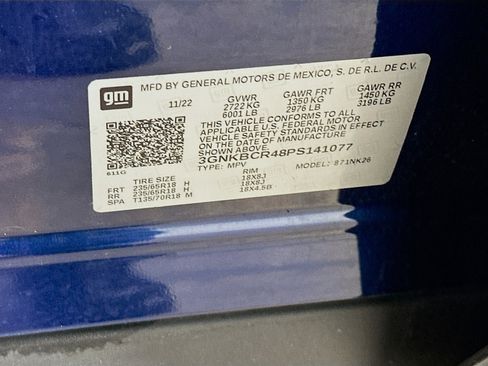 gm
MFD BY GENERAL MOTORS DE MEXICO, S. DE R.L. DE C.V.
11/22 GVWR GAWR FRT GAWR RR
2722 KG 1350 KG 1450 KG
6001 LB 2976 LB 3196 LB
THIS VEHICLE CONFORMS TO ALL
APPLICABLE U.S. FEDERAL MOTOR
VEHICLE SAFETY STANDARDS IN EFFECT
ON THE DATE OF MANUFACTURE
SHOWN ABOVE.
3GNKBCR48PS141077
611G TYPE: MPV MODEL: 871NK26
TIRE SIZE RIM
FRT 235/65R18 H 18X8J
RR 235/65R18 H 18X8J
SPA T135/70R18 M 18X4.5B